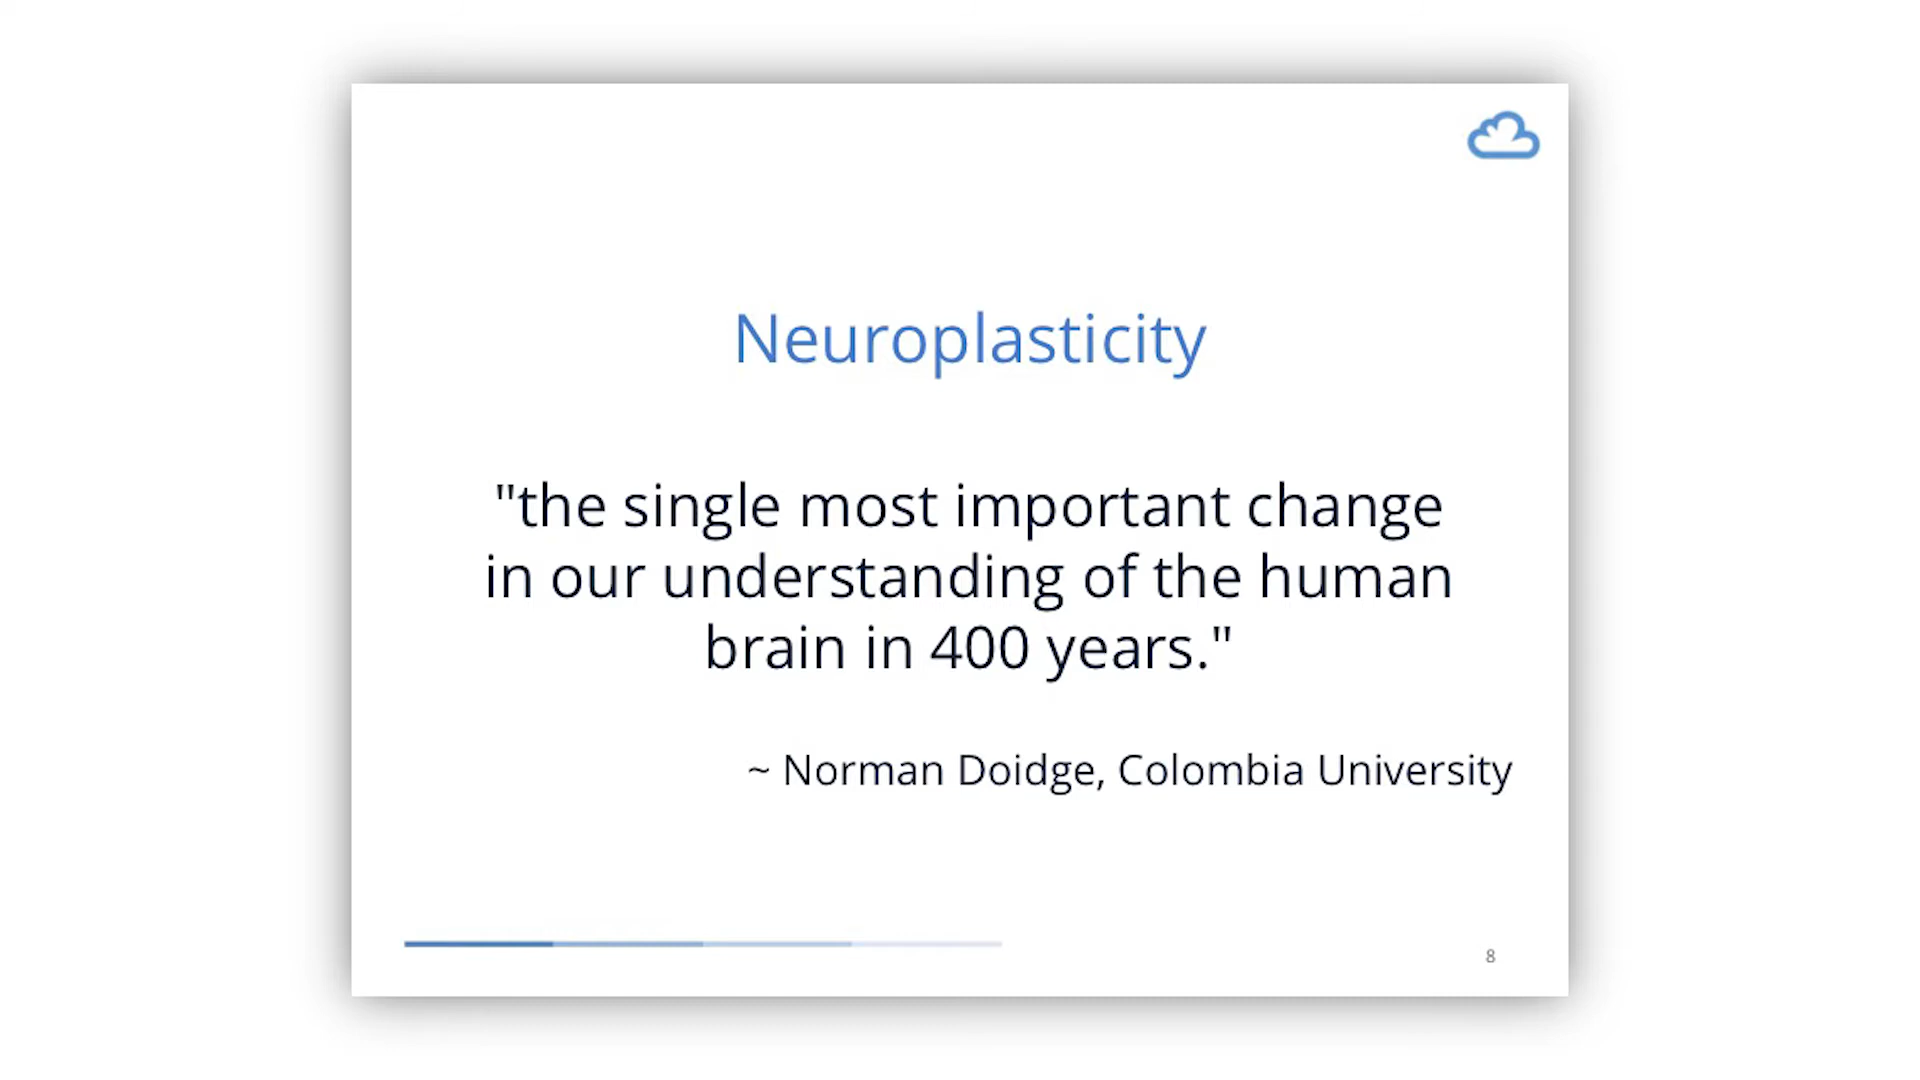 Neuroplasticity
"the single most important change
in our understanding of the human
brain in 400 years."
~ Norman Doidge, Colombia University
8